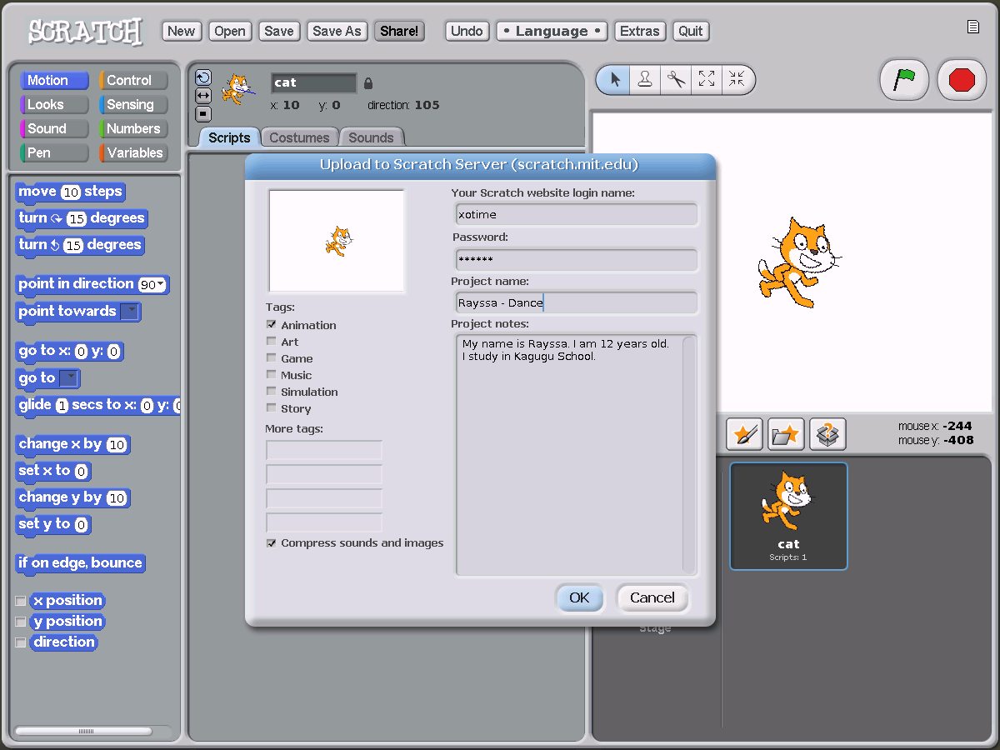 SCRATCH
New Open Save Save As Share! Undo • Language • Extras Quit
Motion Control
Looks Sensing
Sound Numbers
Pen Variables
cat
x: 10 y: 0 direction: 105
Scripts Costumes Sounds
move 10 steps
turn 15 degrees
turn 15 degrees
point in direction 90
point towards
go to x: 0 y: 0
go to
glide 1 secs to x: 0 y: 0
change x by 10
set x to 0
change y by 10
set y to 0
if on edge, bounce
x position
y position
direction
Upload to Scratch Server (scratch.mit.edu)
Tags:
Animation
Art
Game
Music
Simulation
Story
More tags:
Compress sounds and images
Your Scratch website login name:
xotime
Password:
******
Project name:
Rayssa - Dance
Project notes:
My name is Rayssa. I am 12 years old.
I study in Kagugu School.
OK Cancel
mouse x: -244
mouse y: -408
cat
Scripts: 1
Stage